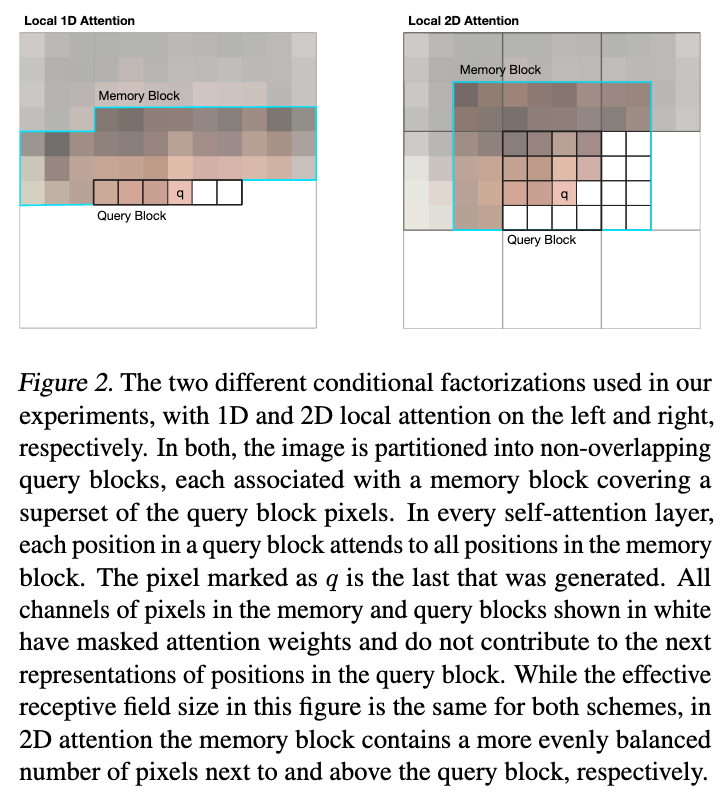 Local 1D Attention
Local 2D Attention
Memory Block
q
Query Block
Memory Block
q
Query Block
Figure 2. The two different conditional factorizations used in our
experiments, with 1D and 2D local attention on the left and right,
respectively. In both, the image is partitioned into non-overlapping
query blocks, each associated with a memory block covering a
superset of the query block pixels. In every self-attention layer,
each position in a query block attends to all positions in the memory
block. The pixel marked as q is the last that was generated. All
channels of pixels in the memory and query blocks shown in white
have masked attention weights and do not contribute to the next
representations of positions in the query block. While the effective
receptive field size in this figure is the same for both schemes, in
2D attention the memory block contains a more evenly balanced
number of pixels next to and above the query block, respectively.